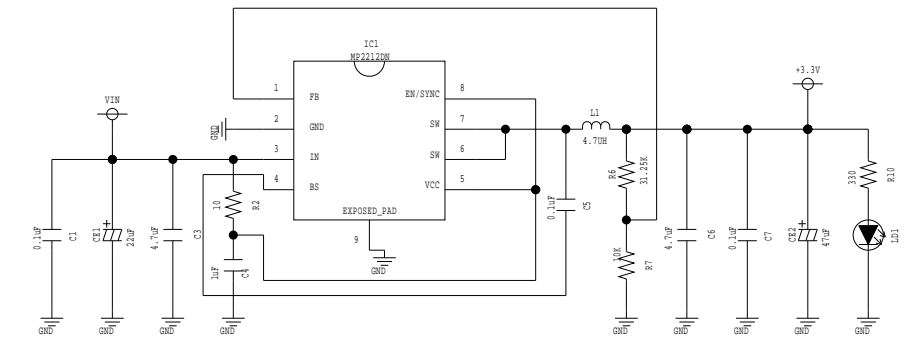 IC1
MP2212DN
1
FB
2
GND
GND
3
IN
4
BS
EN/SYNC
8
SW
7
SW
6
VCC
5
EXPOSED_PAD
9
GND
VIN
+3.3V
L1
4.7UH
0.1uF
C1
CE1
22uF
4.7uF
C3
10
R2
1uF
C4
0.1uF
C5
R6
31.25K
10K
R7
4.7uF
C6
0.1uF
C7
CE2
47uF
330
R10
LD1
GND
GND
GND
GND
GND
GND
GND
GND
GND